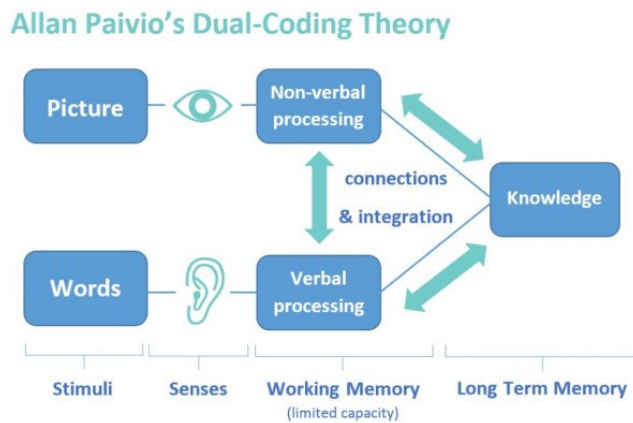 Allan Paivio's Dual-Coding Theory
Picture
Non-verbal
processing
connections
& integration
Knowledge
Words
Verbal
processing
Stimuli
Senses
Working Memory
(limited capacity)
Long Term Memory